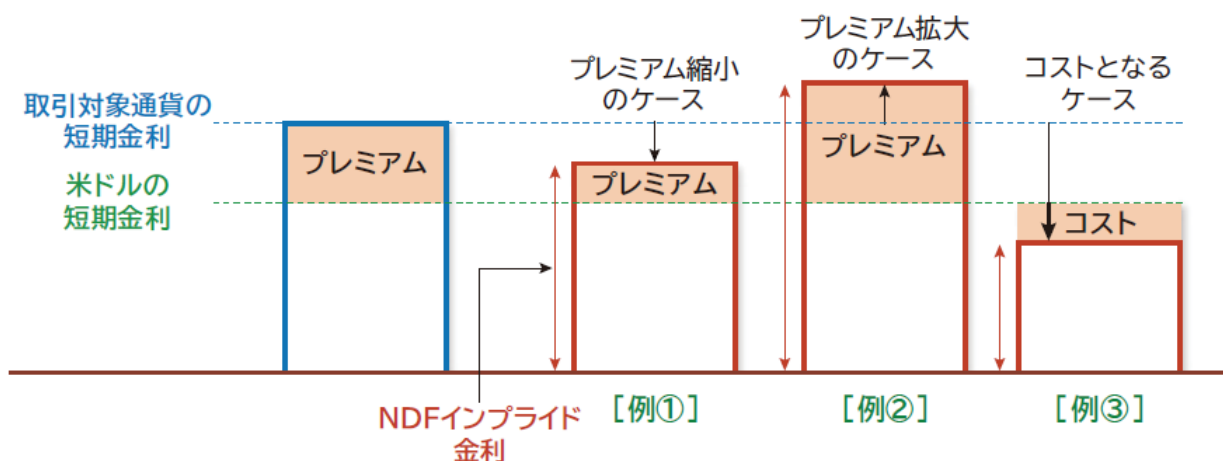 取引対象通貨の
短期金利
米ドルの
短期金利
プレミアム
プレミアム縮小
のケース
プレミアム
プレミアム拡大
のケース
プレミアム
コストとなる
ケース
コスト
NDFインプライド
金利
［例①］
［例②］
［例③］